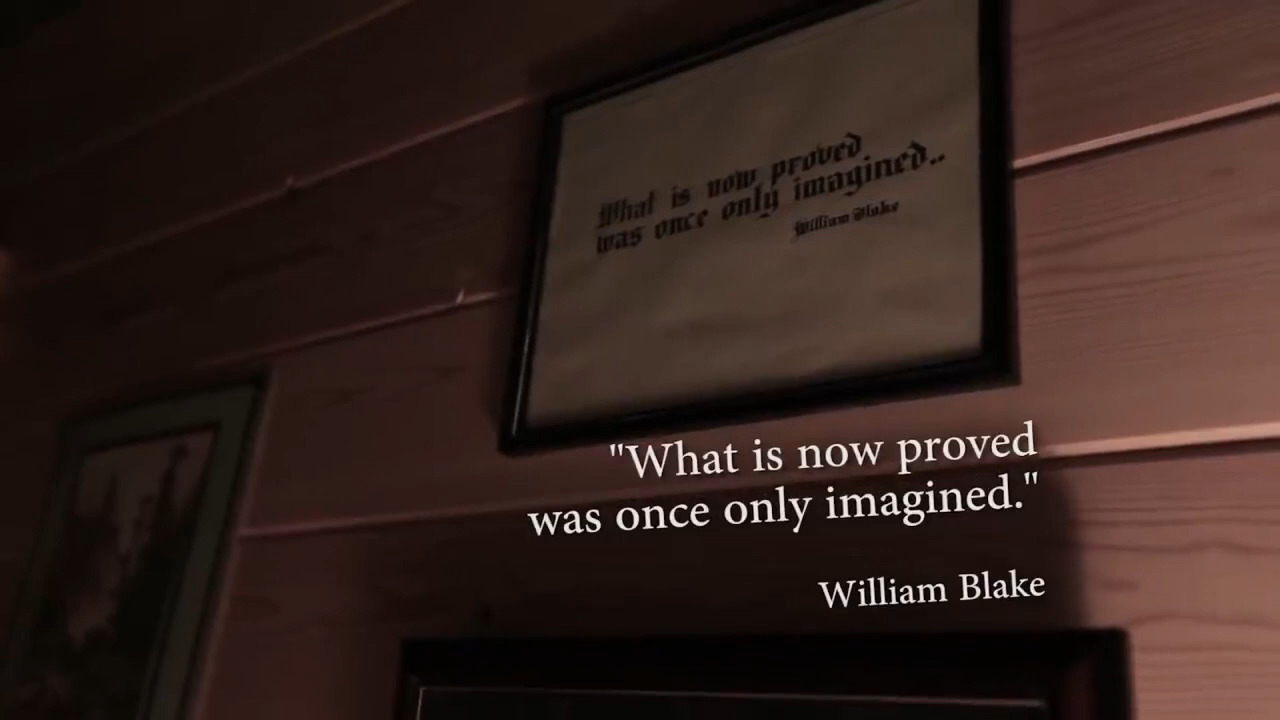 What is now proved
was once only imagined..
William Blake
"What is now proved
was once only imagined."
William Blake